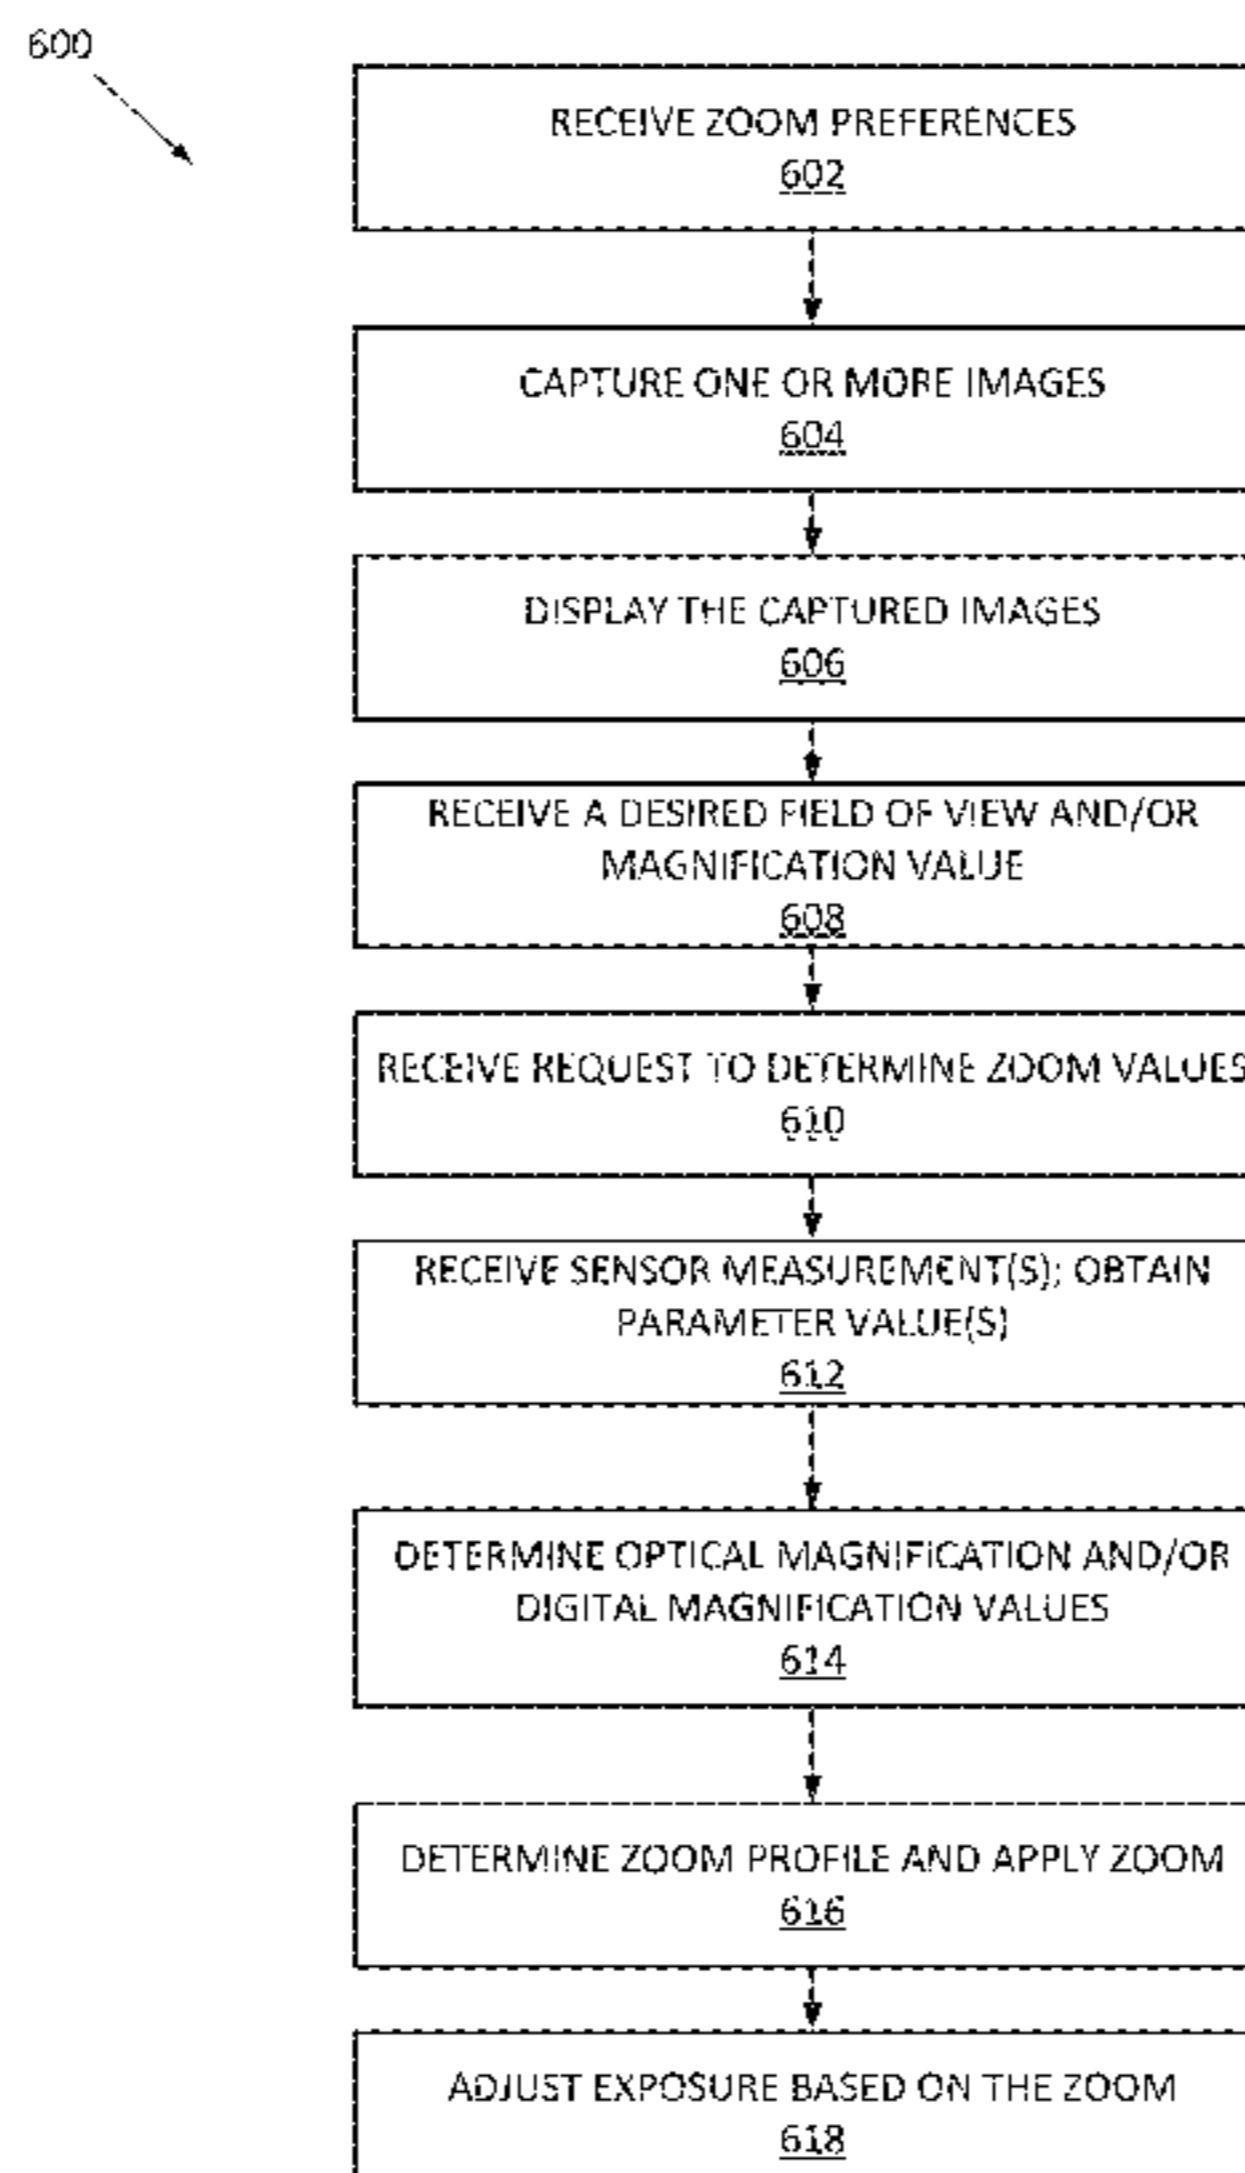 600
RECEIVE ZOOM PREFERENCES
602
CAPTURE ONE OR MORE IMAGES
604
DISPLAY THE CAPTURED IMAGES
606
RECEIVE A DESIRED FIELD OF VIEW AND/OR
MAGNIFICATION VALUE
608
RECEIVE REQUEST TO DETERMINE ZOOM VALUES
610
RECEIVE SENSOR MEASUREMENT(S); OBTAIN
PARAMETER VALUE(S)
612
DETERMINE OPTICAL MAGNIFICATION AND/OR
DIGITAL MAGNIFICATION VALUES
614
DETERMINE ZOOM PROFILE AND APPLY ZOOM
616
ADJUST EXPOSURE BASED ON THE ZOOM
618